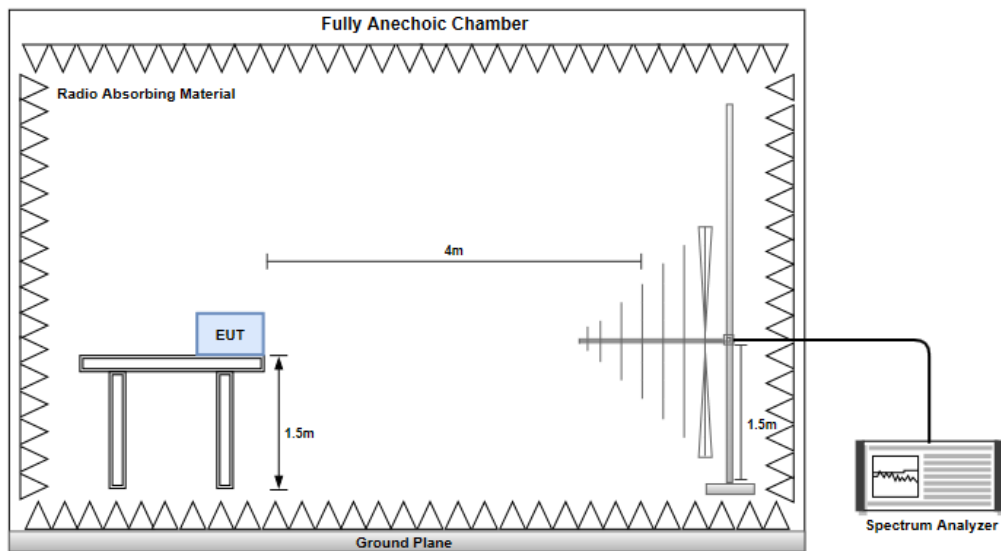 Fully Anechoic Chamber
Radio Absorbing Material
4m
EUT
1.5m
1.5m
Spectrum Analyzer
Ground Plane